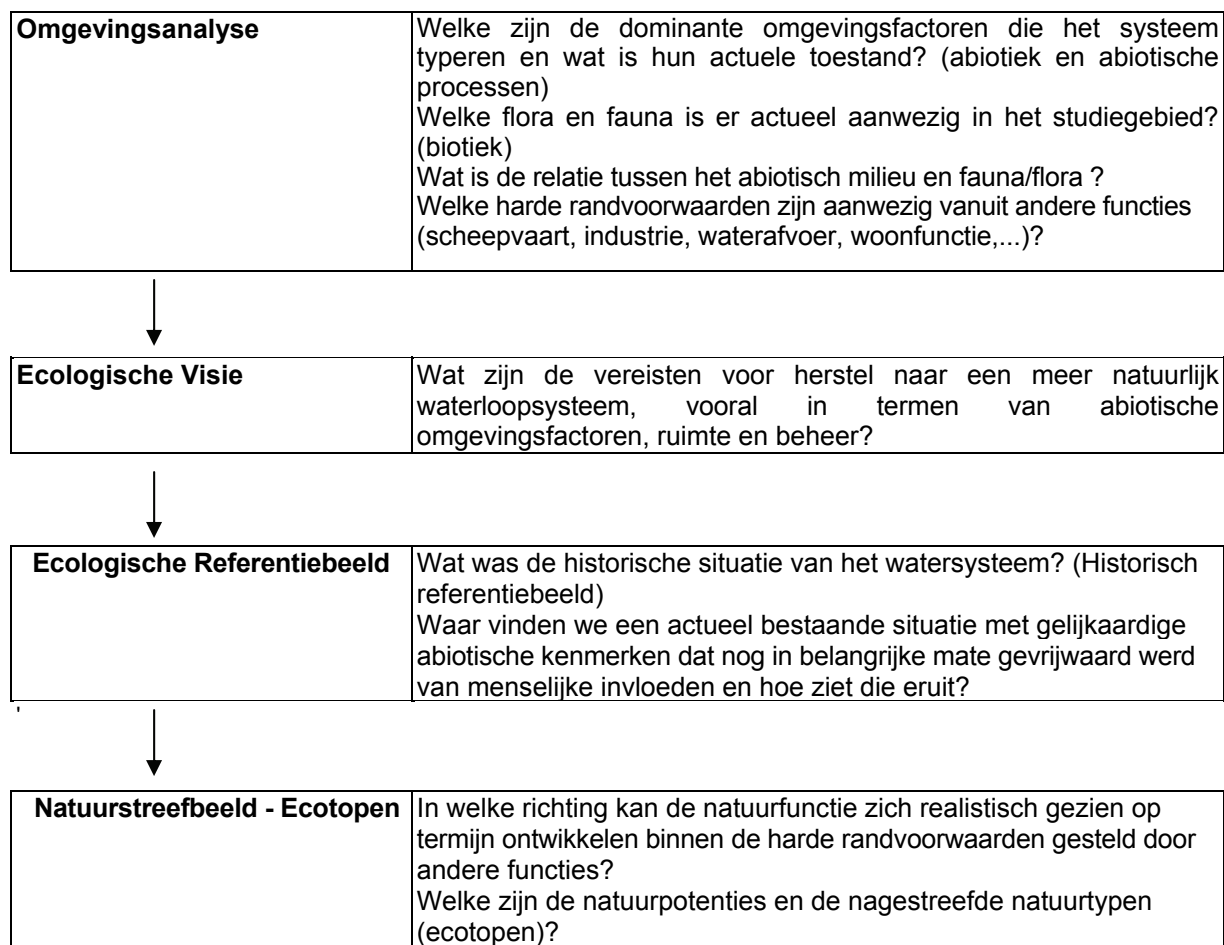 Omgevingsanalyse
Welke zijn de dominante omgevingsfactoren die het systeem
typeren en wat is hun actuele toestand? (abiotiek en abiotische
processen)
Welke flora en fauna is er actueel aanwezig in het studiegebied?
(biotiek)
Wat is de relatie tussen het abiotisch milieu en fauna/flora ?
Welke harde randvoorwaarden zijn aanwezig vanuit andere functies
(scheepvaart, industrie, waterafvoer, woonfunctie,...)?
Ecologische Visie
Wat zijn de vereisten voor herstel naar een meer natuurlijk
waterloopsysteem, vooral in termen van abiotische
omgevingsfactoren, ruimte en beheer?
Ecologische Referentiebeeld
Wat was de historische situatie van het watersysteem? (Historisch
referentiebeeld)
Waar vinden we een actueel bestaande situatie met gelijkaardige
abiotische kenmerken dat nog in belangrijke mate gevrijwaard werd
van menselijke invloeden en hoe ziet die eruit?
'
Natuurstreefbeeld - Ecotopen
In welke richting kan de natuurfunctie zich realistisch gezien op
termijn ontwikkelen binnen de harde randvoorwaarden gesteld door
andere functies?
Welke zijn de natuurpotenties en de nagestreefde natuurtypen
(ecotopen)?